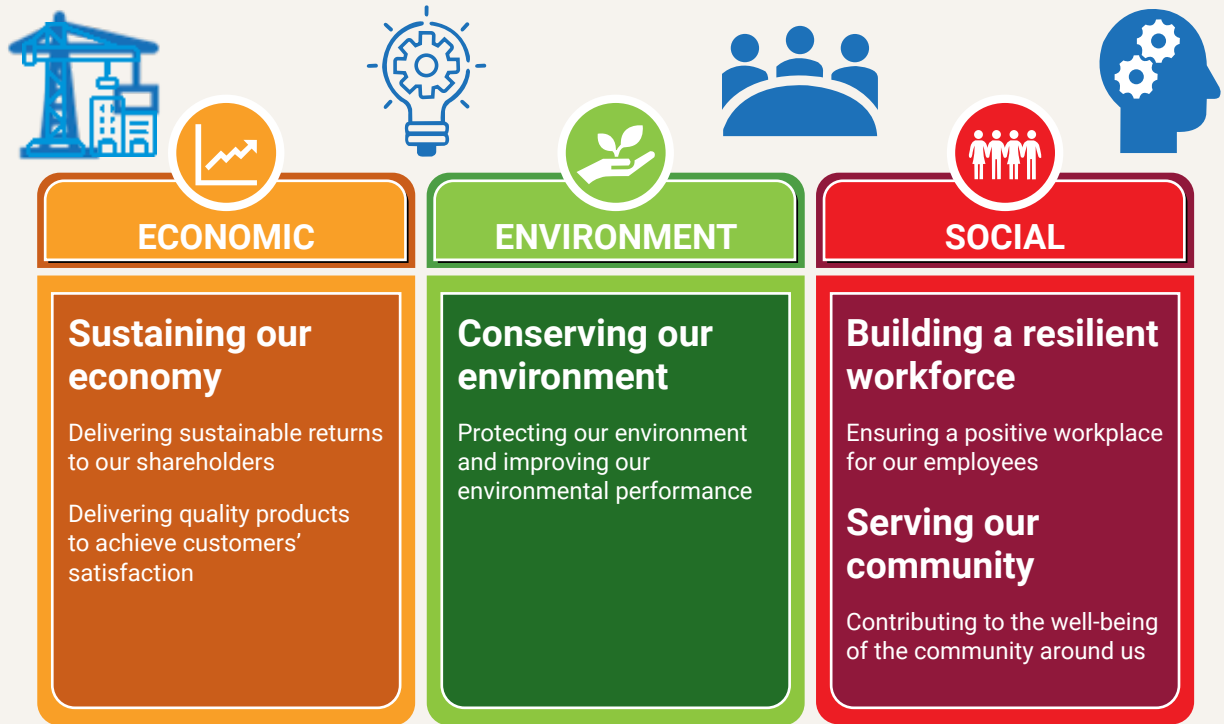 ECONOMIC
Sustaining our
economy
Delivering sustainable returns
to our shareholders
Delivering quality products
to achieve customers’
satisfaction
ENVIRONMENT
Conserving our
environment
Protecting our environment
and improving our
environmental performance
SOCIAL
Building a resilient
workforce
Ensuring a positive workplace
for our employees
Serving our
community
Contributing to the well-being
of the community around us